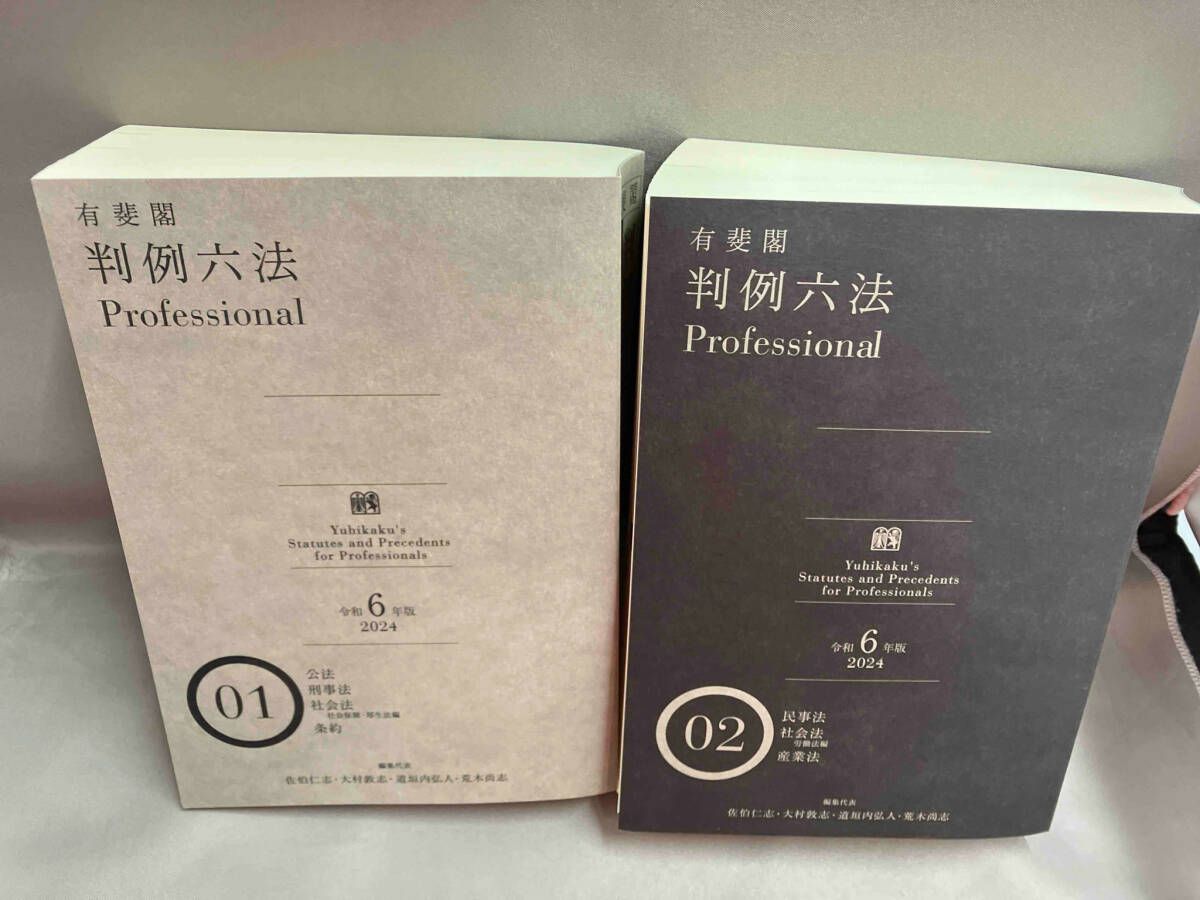 有斐閣
判例六法
Professional
Yuhikaku's
Statutes and Precedents
for Professionals
令和6年版
2024
01
公法
刑事法
社会法
社会保障・厚生法編
条約
編集代表
佐伯仁志・大村敦志・道垣内弘人・荒木尚志
有斐閣
判例六法
Professional
Yuhikaku's
Statutes and Precedents
for Professionals
令和6年版
2024
02
民事法
社会法
労働法編
産業法
編集代表
佐伯仁志・大村敦志・道垣内弘人・荒木尚志